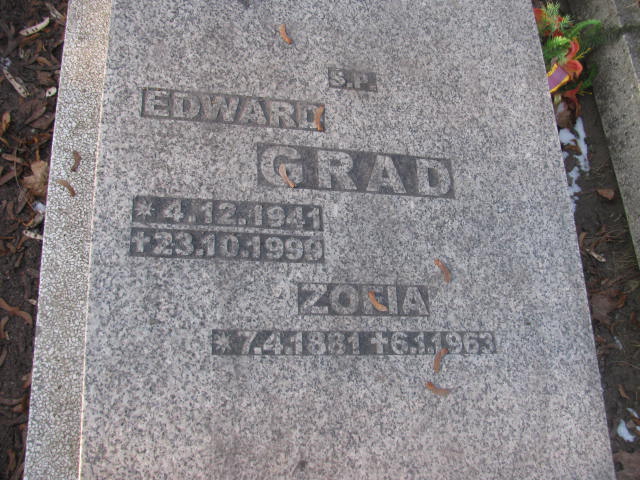 S.P.
EDWARD
GRAD
* 4.12.1941
+23.10.1999
ZOFIA
*7.4.1881 +6.1.1963